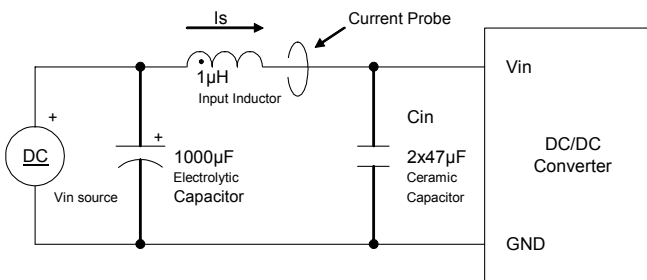 Is
Current Probe
1µH
Input Inductor
Vin
+
DC
Vin source
+
1000µF
Electrolytic
Capacitor
Cin
2x47µF
Ceramic
Capacitor
DC/DC
Converter
GND